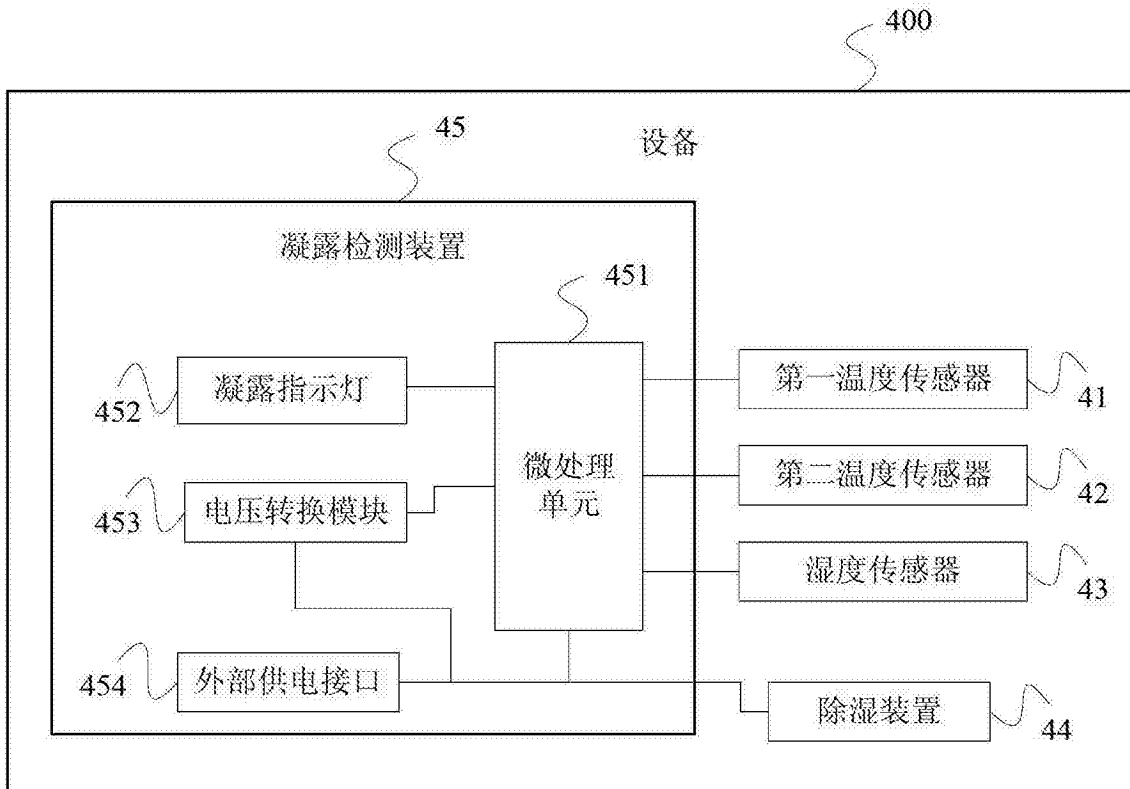 400
45
设备
凝露检测装置
451
凝露指示灯
452
第一温度传感器
41
微处理
单元
第二温度传感器
42
电压转换模块
453
湿度传感器
43
外部供电接口
454
除湿装置
44